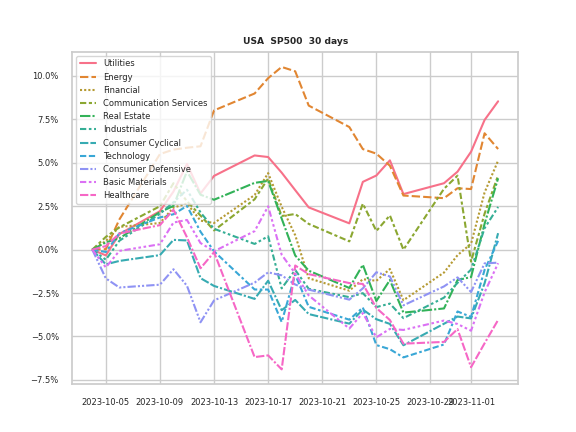 USA SP500 30 days
10.0%
7.5%
5.0%
2.5%
0.0%
−2.5%
−5.0%
−7.5%
Utilities
Energy
Financial
Communication Services
Real Estate
Industrials
Consumer Cyclical
Technology
Consumer Defensive
Basic Materials
Healthcare
2023-10-05 2023-10-09 2023-10-13 2023-10-17 2023-10-21 2023-10-25 2023-10-29 2023-11-01